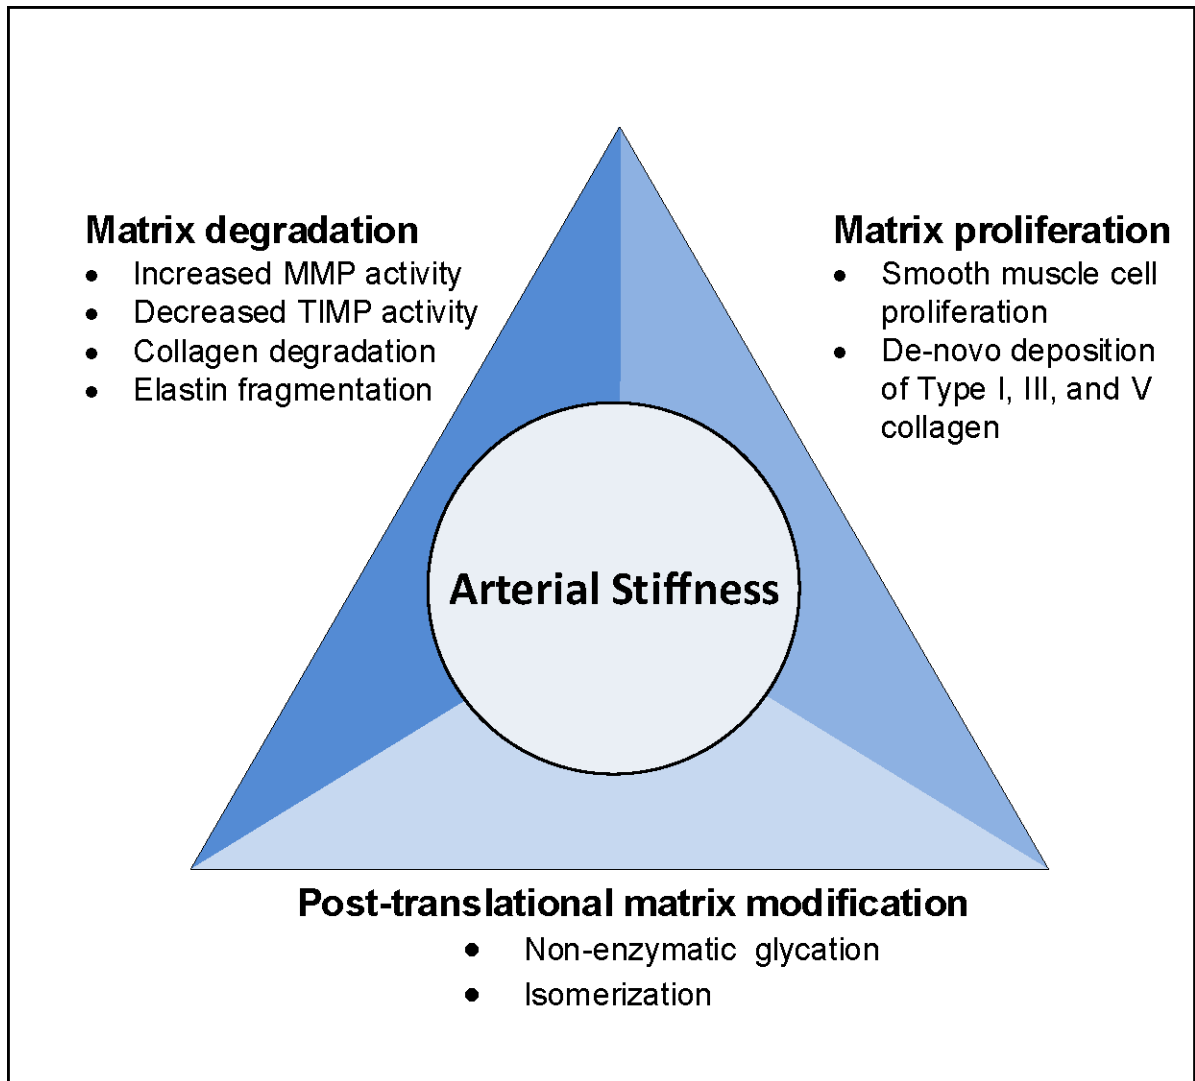 Matrix degradation
• Increased MMP activity
• Decreased TIMP activity
• Collagen degradation
• Elastin fragmentation
Matrix proliferation
• Smooth muscle cell
proliferation
• De-novo deposition
of Type I, III, and V
collagen
Arterial Stiffness
Post-translational matrix modification
• Non-enzymatic glycation
• Isomerization